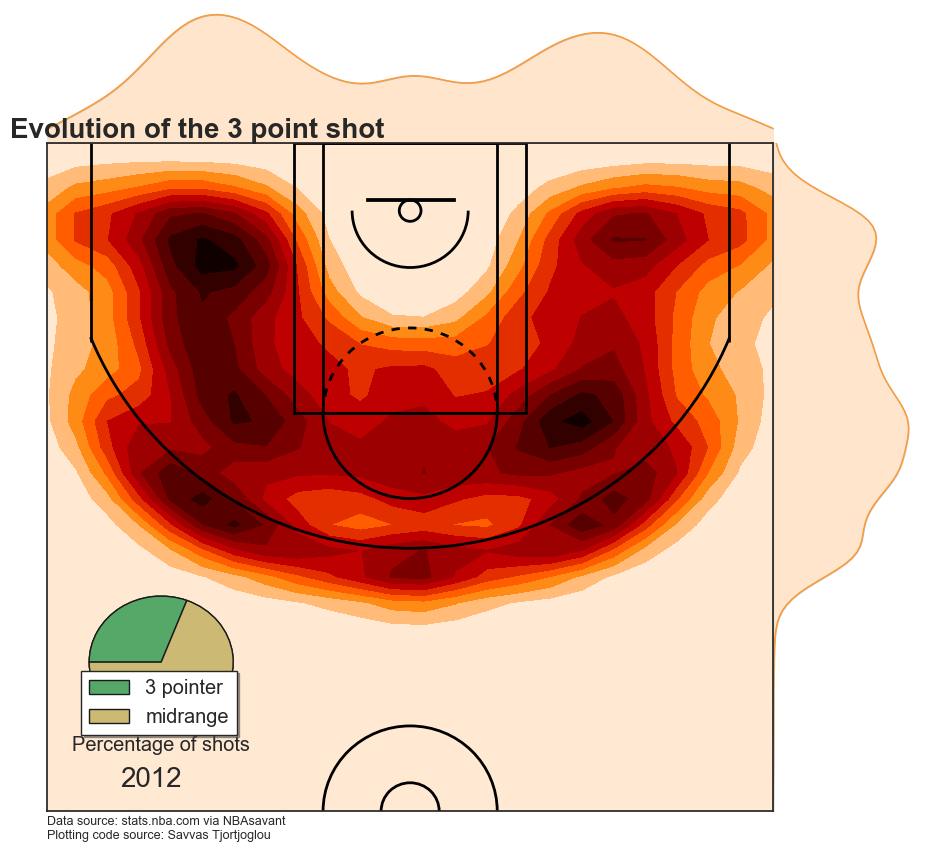 Evolution of the 3 point shot
3 pointer
midrange
Percentage of shots
2012
Data source: stats.nba.com via NBAsavant
Plotting code source: Savvas Tjortjoglou